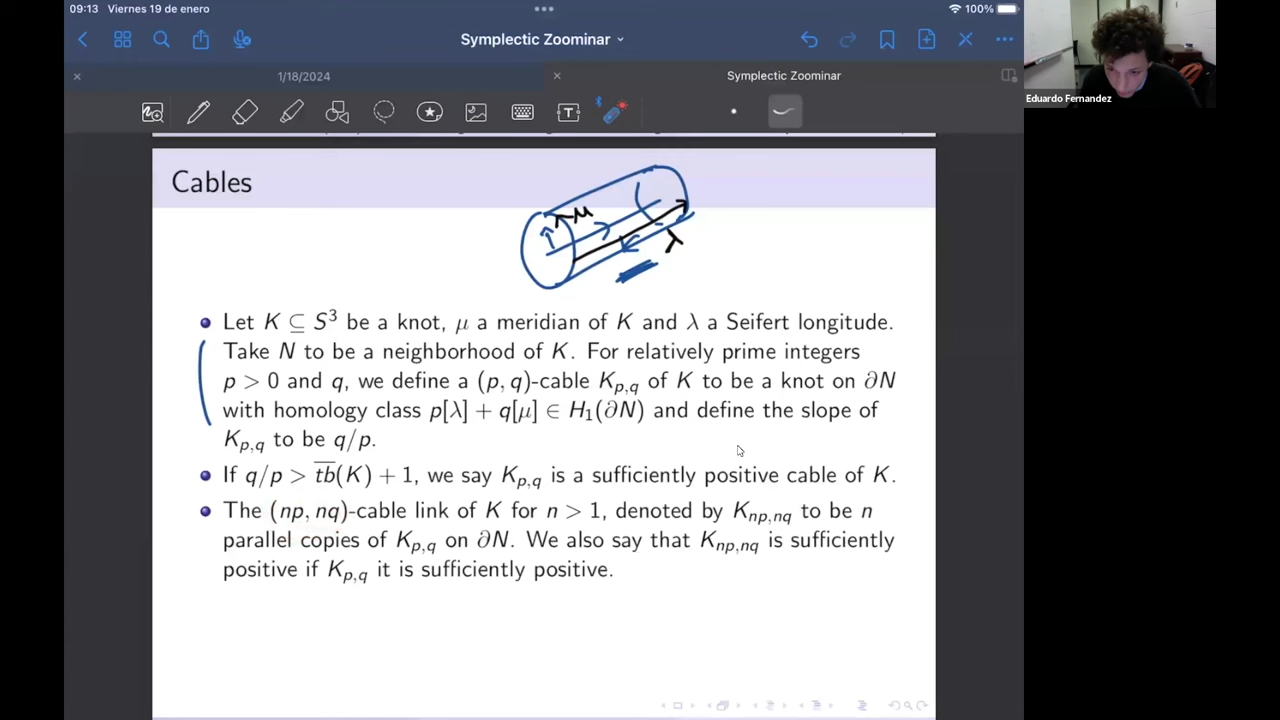 09:13 Viernes 19 de enero
100%
Symplectic Zoominar
1/18/2024
Symplectic Zoominar
Eduardo Fernandez
Cables
μ
λ
Let K ⊆ S³ be a knot, μ a meridian of K and λ a Seifert longitude.
Take N to be a neighborhood of K. For relatively prime integers
p > 0 and q, we define a (p, q)-cable K_{p,q} of K to be a knot on ∂N
with homology class p[λ] + q[μ] ∈ H₁(∂N) and define the slope of
K_{p,q} to be q/p.
If q/p > \overline{tb}(K) + 1, we say K_{p,q} is a sufficiently positive cable of K.
The (np, nq)-cable link of K for n > 1, denoted by K_{np,nq} to be n
parallel copies of K_{p,q} on ∂N. We also say that K_{np,nq} is sufficiently
positive if K_{p,q} it is sufficiently positive.